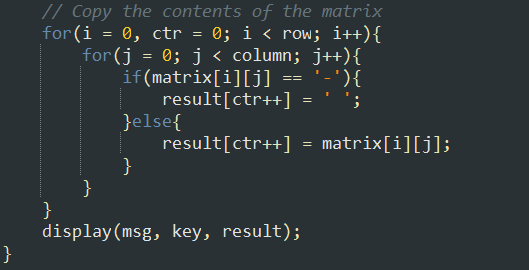 // Copy the contents of the matrix
for(i = 0, ctr = 0; i < row; i++){
for(j = 0; j < column; j++){
if(matrix[i][j] == '-'){
result[ctr++] = ' ';
}else{
result[ctr++] = matrix[i][j];
}
}
}
display(msg, key, result);
}